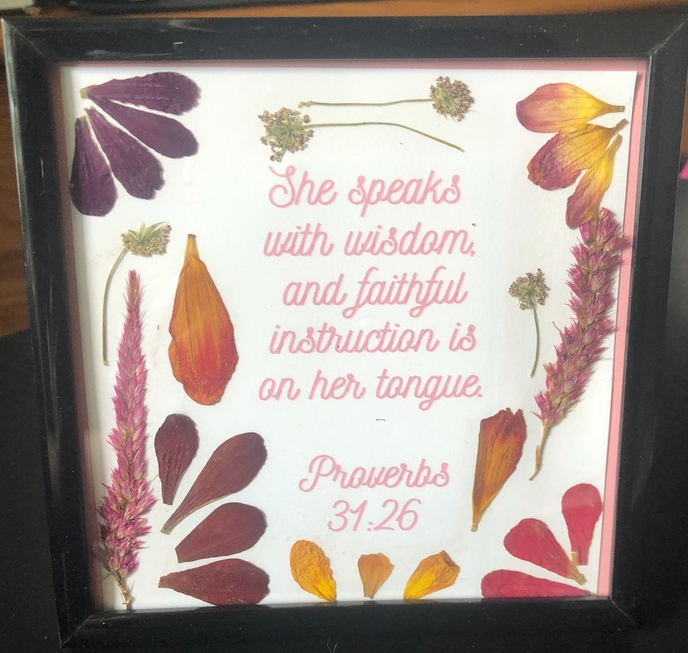 She speaks
with wisdom,
and faithful
instruction is
on her tongue.
Proverbs
31:26